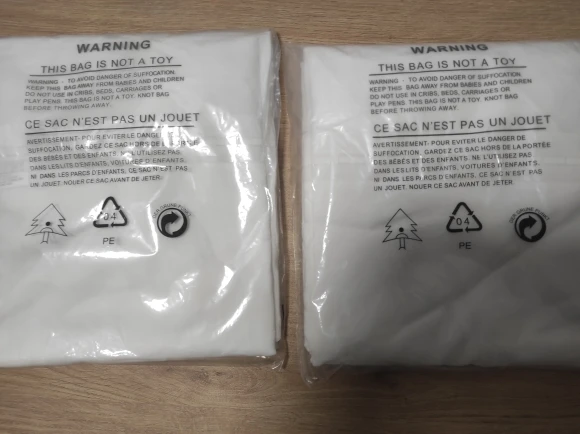 WARNING
THIS BAG IS NOT A TOY
WARNING - TO AVOID DANGER OF SUFFOCATION,
KEEP THIS BAG AWAY FROM BABIES AND CHILDREN
DO NOT USE IN CRIBS, BEDS, CARRIAGES OR
PLAY PENS. THIS BAG IS NOT A TOY. KNOT BAG
BEFORE THROWING AWAY.
CE SAC N'EST PAS UN JOUET
AVERTISSEMENT- POUR EVITER LE DANGER DE
SUFFOCATION, GARDEZ CE SAC HORS DE LA PORTÉE
DES BÉBÉS ET DES ENFANTS. NE L'UTILISEZ PAS
DANS LES LITS D'ENFANTS, VOITURES D'ENFANTS,
NI DANS LES PARCS D'ENFANTS. CE SAC N'EST PAS
UN JOUET. NOUER CE SAC AVANT DE JETER.
04
PE
WARNING
THIS BAG IS NOT A TOY
WARNING - TO AVOID DANGER OF SUFFOCATION,
KEEP THIS BAG AWAY FROM BABIES AND CHILDREN
DO NOT USE IN CRIBS, BEDS, CARRIAGES OR
PLAY PENS. THIS BAG IS NOT A TOY. KNOT BAG
BEFORE THROWING AWAY.
CE SAC N'EST PAS UN JOUET
AVERTISSEMENT- POUR EVITER LE DANGER DE
SUFFOCATION, GARDEZ CE SAC HORS DE LA PORTÉE
DES BÉBÉS ET DES ENFANTS. NE L'UTILISEZ PAS
DANS LES LITS D'ENFANTS, VOITURES D'ENFANTS,
NI DANS LES PARCS D'ENFANTS. CE SAC N'EST PAS
UN JOUET. NOUER CE SAC AVANT DE JETER.
04
PE